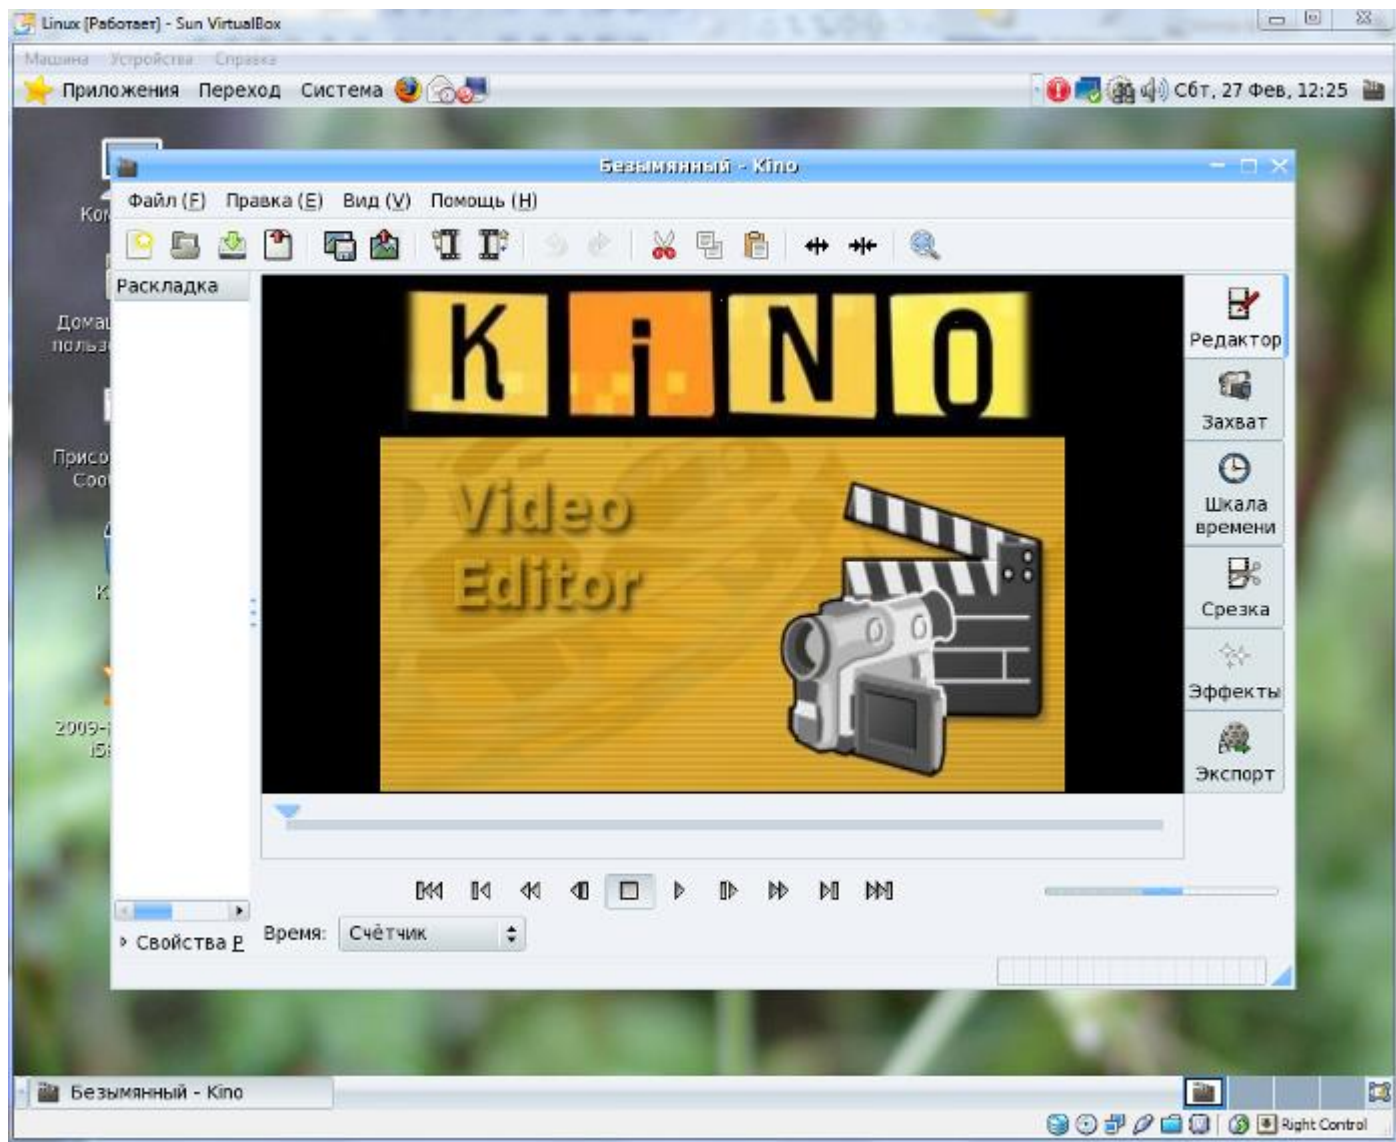 Linux [Работает] - Sun VirtualBox
Машина Устройства Справка
Приложения Переход Система
Сбт, 27 Фев, 12:25
Безымянный - Kino
Файл (F) Правка (E) Вид (V) Помощь (H)
Раскладка
KiNO
Video
Editor
Редактор
Захват
Шкала
времени
Срезка
Эффекты
Экспорт
Свойства Р
Время: Счётчик
Безымянный - Kino
Right Control